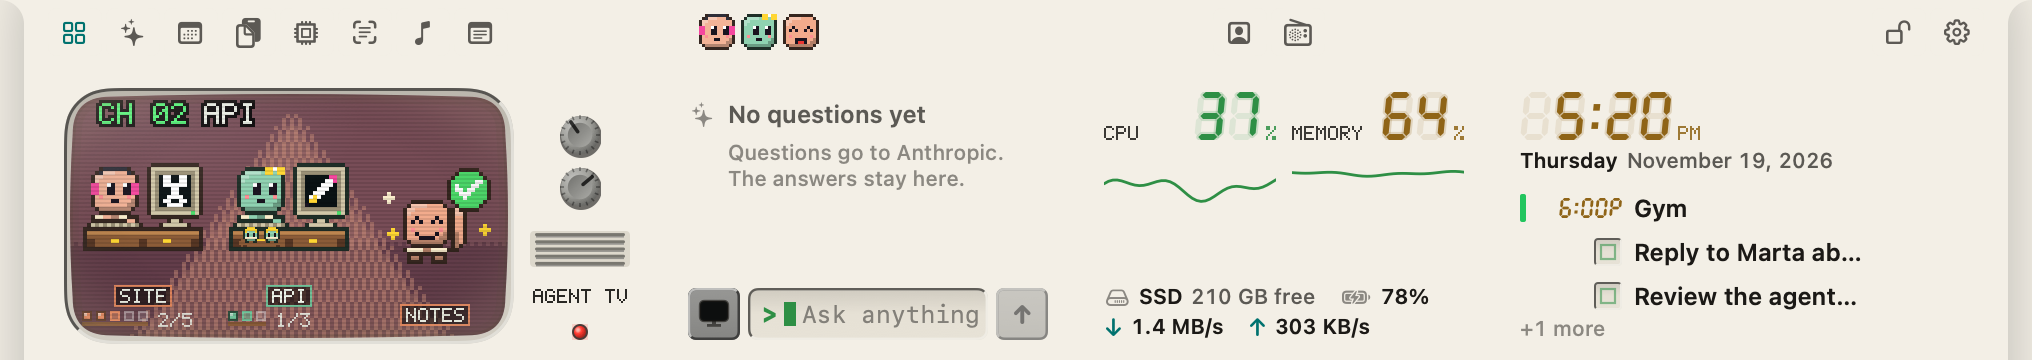 CH 02 API
SITE
2/5
API
1/3
NOTES
AGENT TV
No questions yet
Questions go to Anthropic.
The answers stay here.
> Ask anything
CPU 37%
MEMORY 64%
SSD 210 GB free 78%
1.4 MB/s 303 KB/s
5:20 PM
Thursday November 19, 2026
6:00P Gym
Reply to Marta ab...
Review the agent...
+1 more